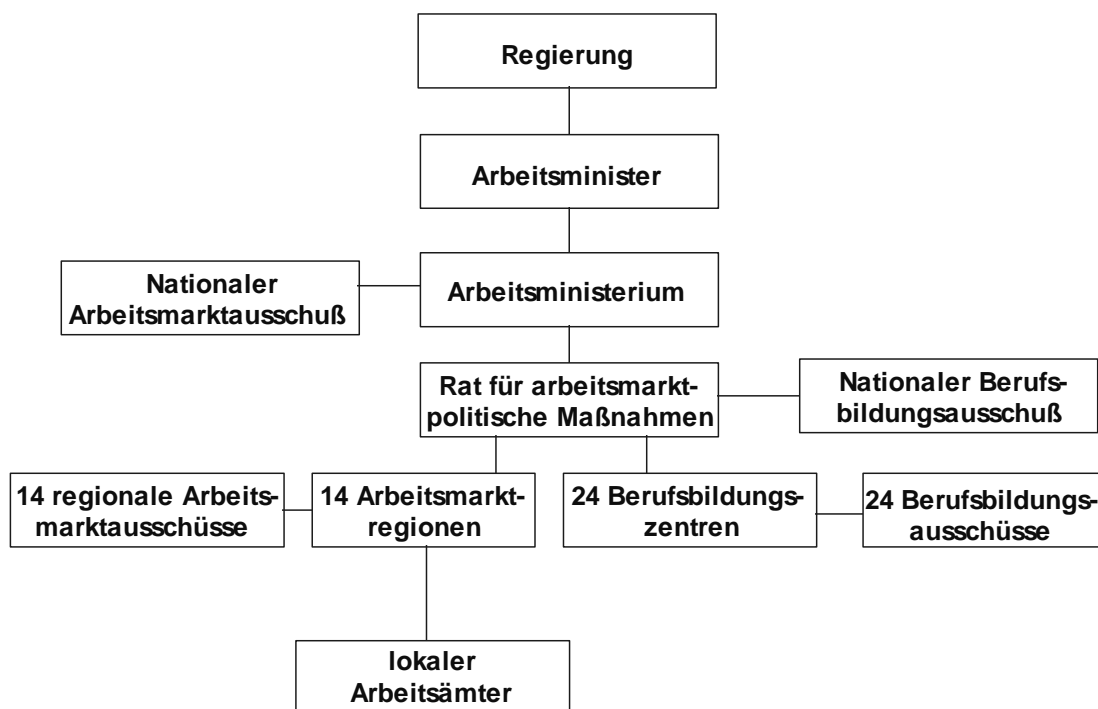 Regierung
Arbeitsminister
Nationaler
Arbeitsmarktausschuß
Arbeitsministerium
Rat für arbeitsmarkt-
politische Maßnahmen
Nationaler Berufs-
bildungsausschuß
14 regionale Arbeits-
marktausschüsse
14 Arbeitsmarkt-
regionen
24 Berufsbildungs-
zentren
24 Berufsbildungs-
ausschüsse
lokaler
Arbeitsämter